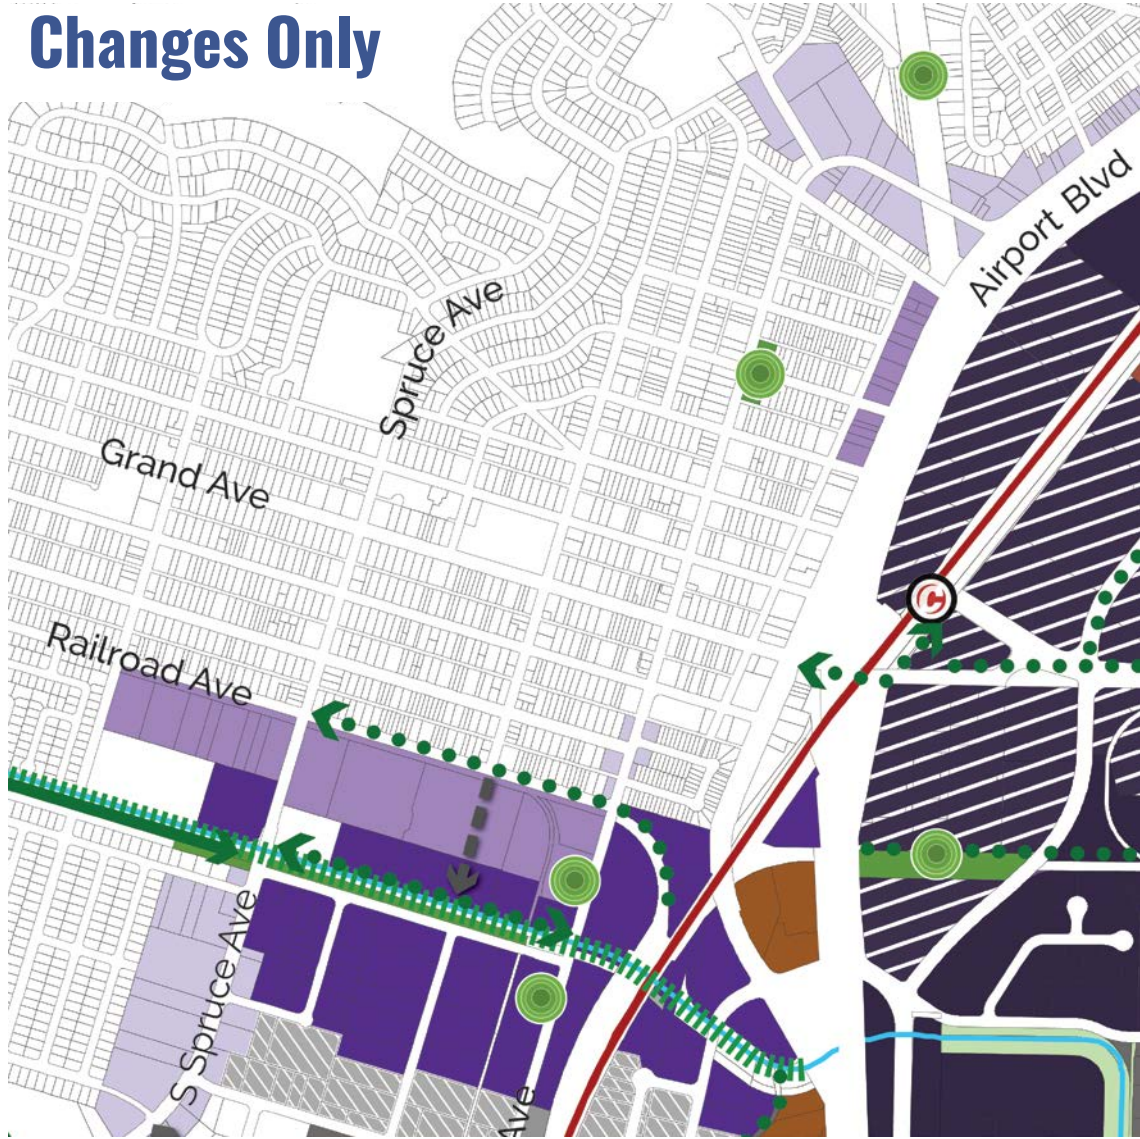 Changes Only
Airport Blvd
Spruce Ave
Grand Ave
Railroad Ave
C
S Spruce Ave
Ave